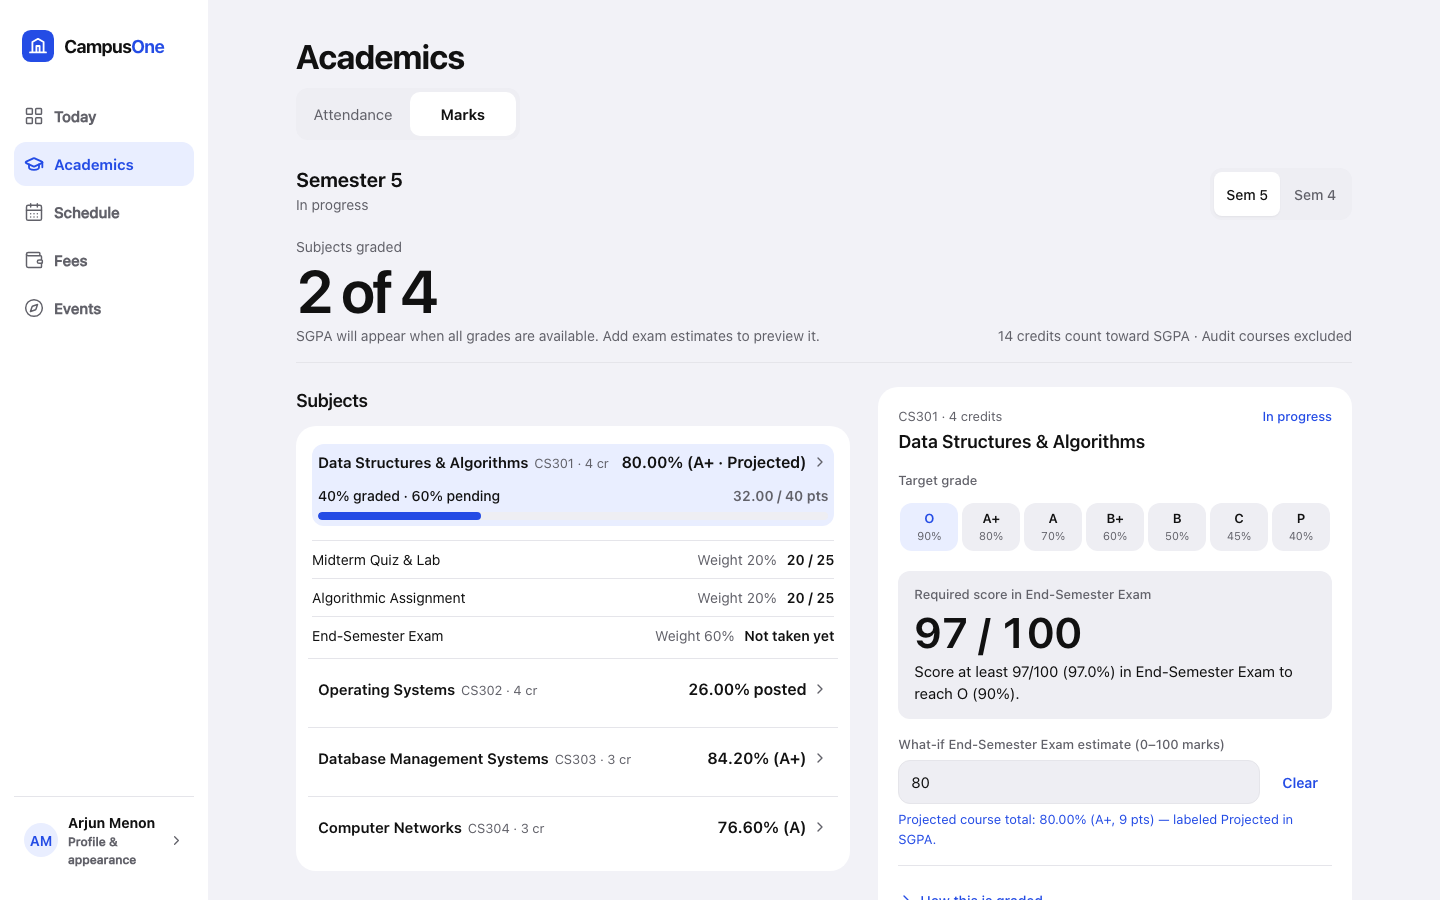 CampusOne
Today
Academics
Schedule
Fees
Events
AM
Arjun Menon
Profile &
appearance
Academics
Attendance
Marks
Semester 5
In progress
Sem 5
Sem 4
Subjects graded
2 of 4
SGPA will appear when all grades are available. Add exam estimates to preview it.
14 credits count toward SGPA · Audit courses excluded
Subjects
Data Structures & Algorithms CS301 · 4 cr 80.00% (A+ · Projected)
40% graded · 60% pending 32.00 / 40 pts
Midterm Quiz & Lab Weight 20% 20 / 25
Algorithmic Assignment Weight 20% 20 / 25
End-Semester Exam Weight 60% Not taken yet
Operating Systems CS302 · 4 cr 26.00% posted
Database Management Systems CS303 · 3 cr 84.20% (A+)
Computer Networks CS304 · 3 cr 76.60% (A)
CS301 · 4 credits In progress
Data Structures & Algorithms
Target grade
O A+ A B+ B C P
90% 80% 70% 60% 50% 45% 40%
Required score in End-Semester Exam
97 / 100
Score at least 97/100 (97.0%) in End-Semester Exam to
reach O (90%).
What-if End-Semester Exam estimate (0–100 marks)
80 Clear
Projected course total: 80.00% (A+, 9 pts) — labeled Projected in
SGPA.
How this is graded